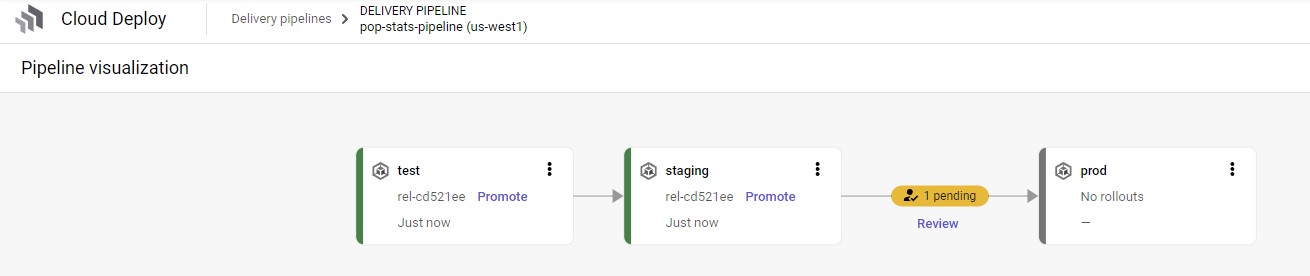 Cloud Deploy
Delivery pipelines
DELIVERY PIPELINE
pop-stats-pipeline (us-west1)
Pipeline visualization
test
rel-cd521ee Promote
Just now
staging
rel-cd521ee Promote
Just now
1 pending
Review
prod
No rollouts
—